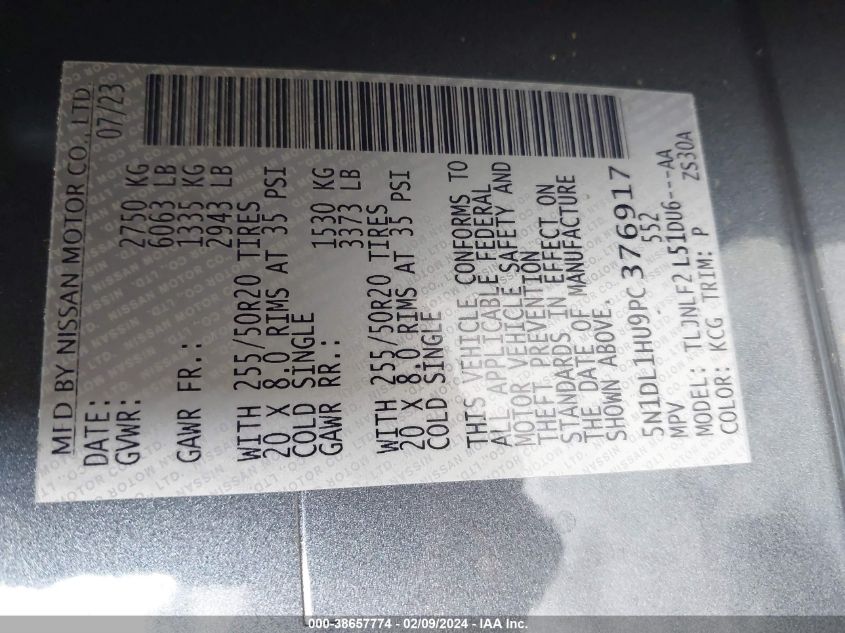 MFD BY NISSAN MOTOR CO., LTD.
DATE: 07/23
GVWR: 2750 KG
6063 LB
GAWR FR.: 1335 KG
2943 LB
WITH 255/50R20 TIRES
20 X 8.0 RIMS AT 35 PSI
COLD SINGLE
GAWR RR.: 1530 KG
3373 LB
WITH 255/50R20 TIRES
20 X 8.0 RIMS AT 35 PSI
COLD SINGLE
THIS VEHICLE CONFORMS TO
ALL APPLICABLE FEDERAL
MOTOR VEHICLE SAFETY AND
THEFT PREVENTION
STANDARDS IN EFFECT ON
THE DATE OF MANUFACTURE
SHOWN ABOVE.
5N1DL1HU9PC376917
MPV 552
MODEL: TLJNLF2 L51DU6---AA
COLOR: KCG TRIM: P ZS30A
000-38657774 - 02/09/2024 - IAA Inc.